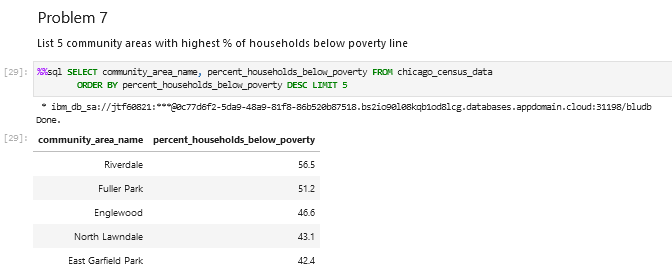 Problem 7
List 5 community areas with highest % of households below poverty line
[29]: %%sql SELECT community_area_name, percent_households_below_poverty FROM chicago_census_data
ORDER BY percent_households_below_poverty DESC LIMIT 5
* ibm_db_sa://jtf60821:***@0c77d6f2-5da9-48a9-81f8-86b520b87518.bs2io90l08kqb1od8lcg.databases.appdomain.cloud:31198/bludb
Done.
[29]: community_area_name percent_households_below_poverty
Riverdale 56.5
Fuller Park 51.2
Englewood 46.6
North Lawndale 43.1
East Garfield Park 42.4